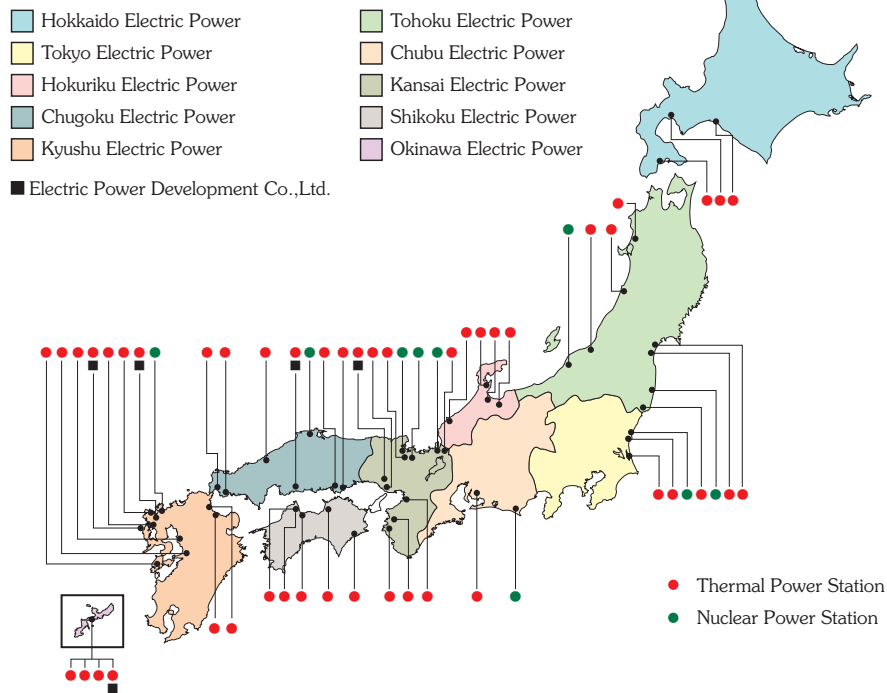 Hokkaido Electric Power
Tohoku Electric Power
Tokyo Electric Power
Chubu Electric Power
Hokuriku Electric Power
Kansai Electric Power
Chugoku Electric Power
Shikoku Electric Power
Kyushu Electric Power
Okinawa Electric Power
Electric Power Development Co.,Ltd.
Thermal Power Station
Nuclear Power Station